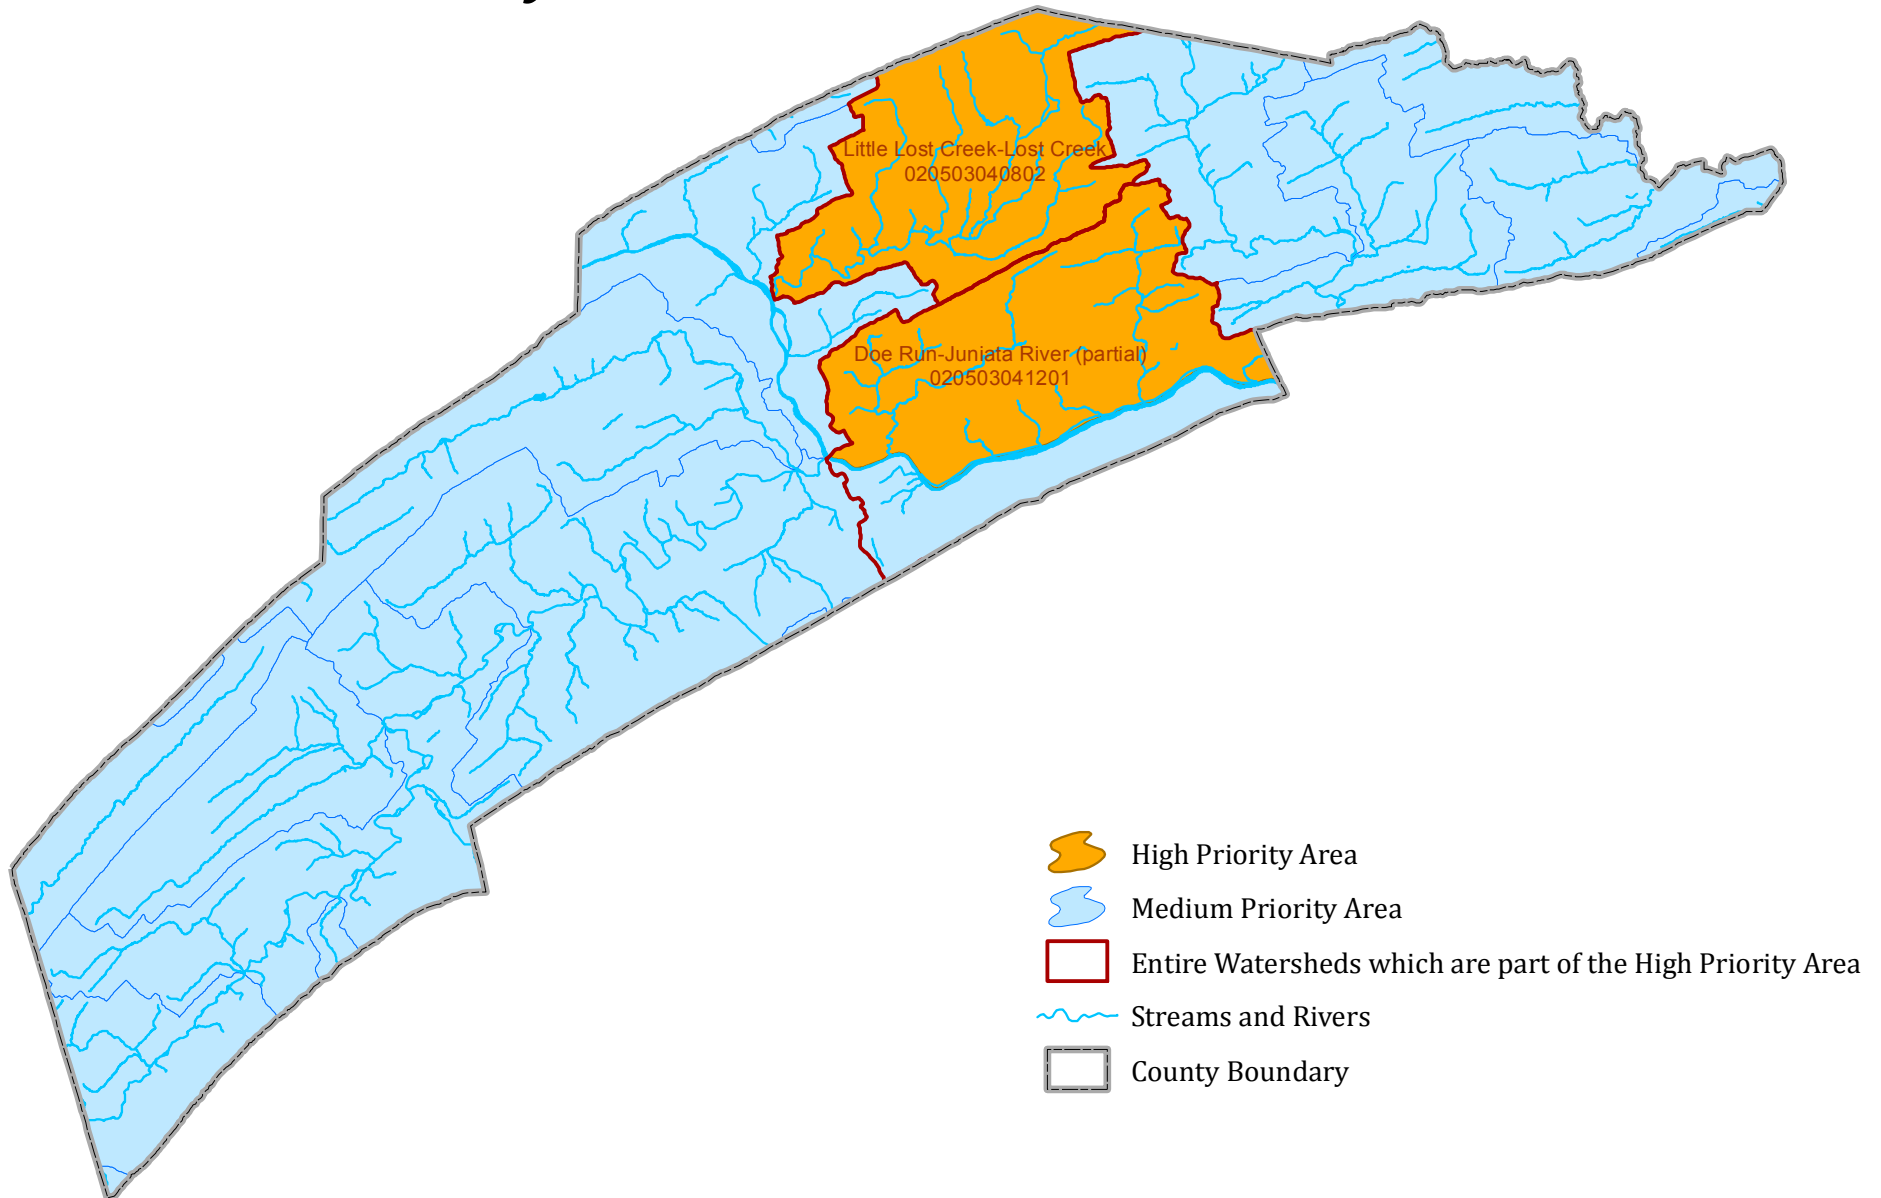 Little Lost Creek-Lost Creek
020503040802
Doe Run-Juniata River (partial)
020503041201
High Priority Area
Medium Priority Area
Entire Watersheds which are part of the High Priority Area
Streams and Rivers
County Boundary